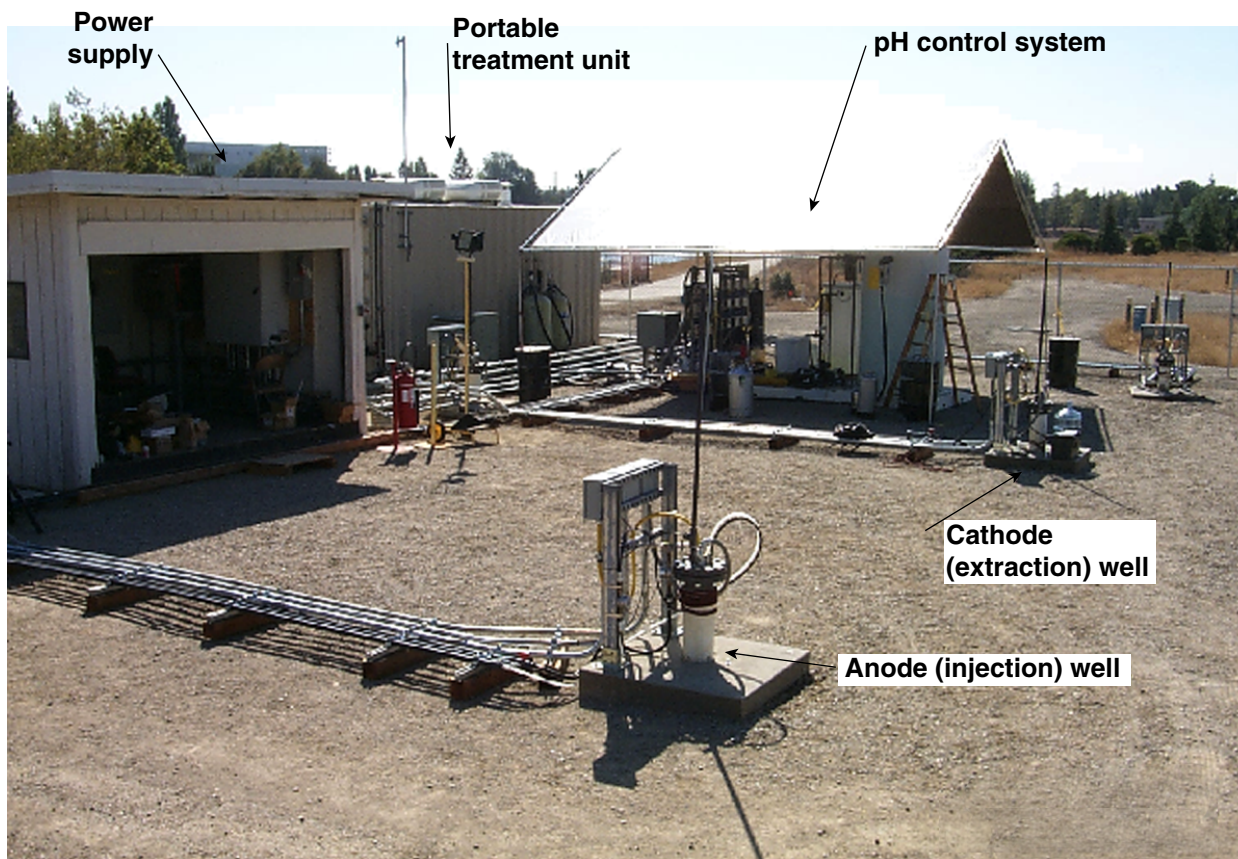 Power
supply
Portable
treatment unit
pH control system
Cathode
(extraction) well
Anode (injection) well